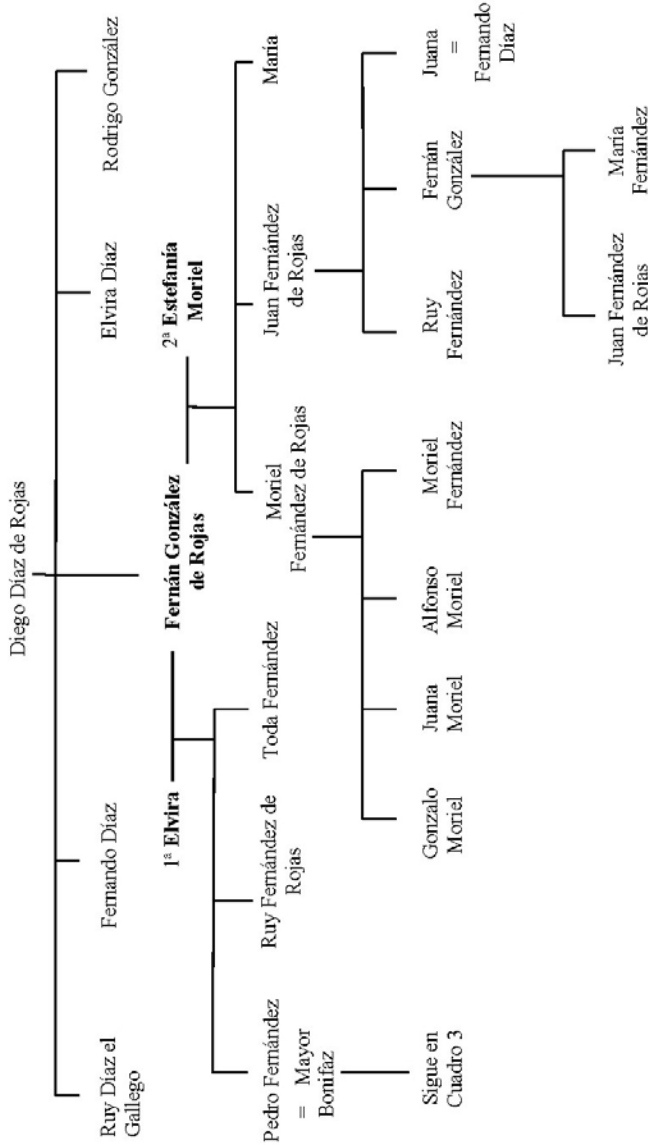 Diego Díaz de Rojas
Ruy Díaz el
Gallego
Fernando Díaz
Elvira Díaz
Rodrigo González
1ª Elvira
Fernán González
de Rojas
2ª Estefanía
Moriel
Pedro Fernández
= Mayor
Bonifaz
Ruy Fernández de
Rojas
Toda Fernández
Moriel
Fernández de Rojas
Juan Fernández
de Rojas
María
Sigue en
Cuadro 3
Gonzalo
Moriel
Juana
Moriel
Alfonso
Moriel
Moriel
Fernández
Ruy
Fernández
Fernán
González
Juana
=
Fernando
Díaz
Juan Fernández
de Rojas
María
Fernández